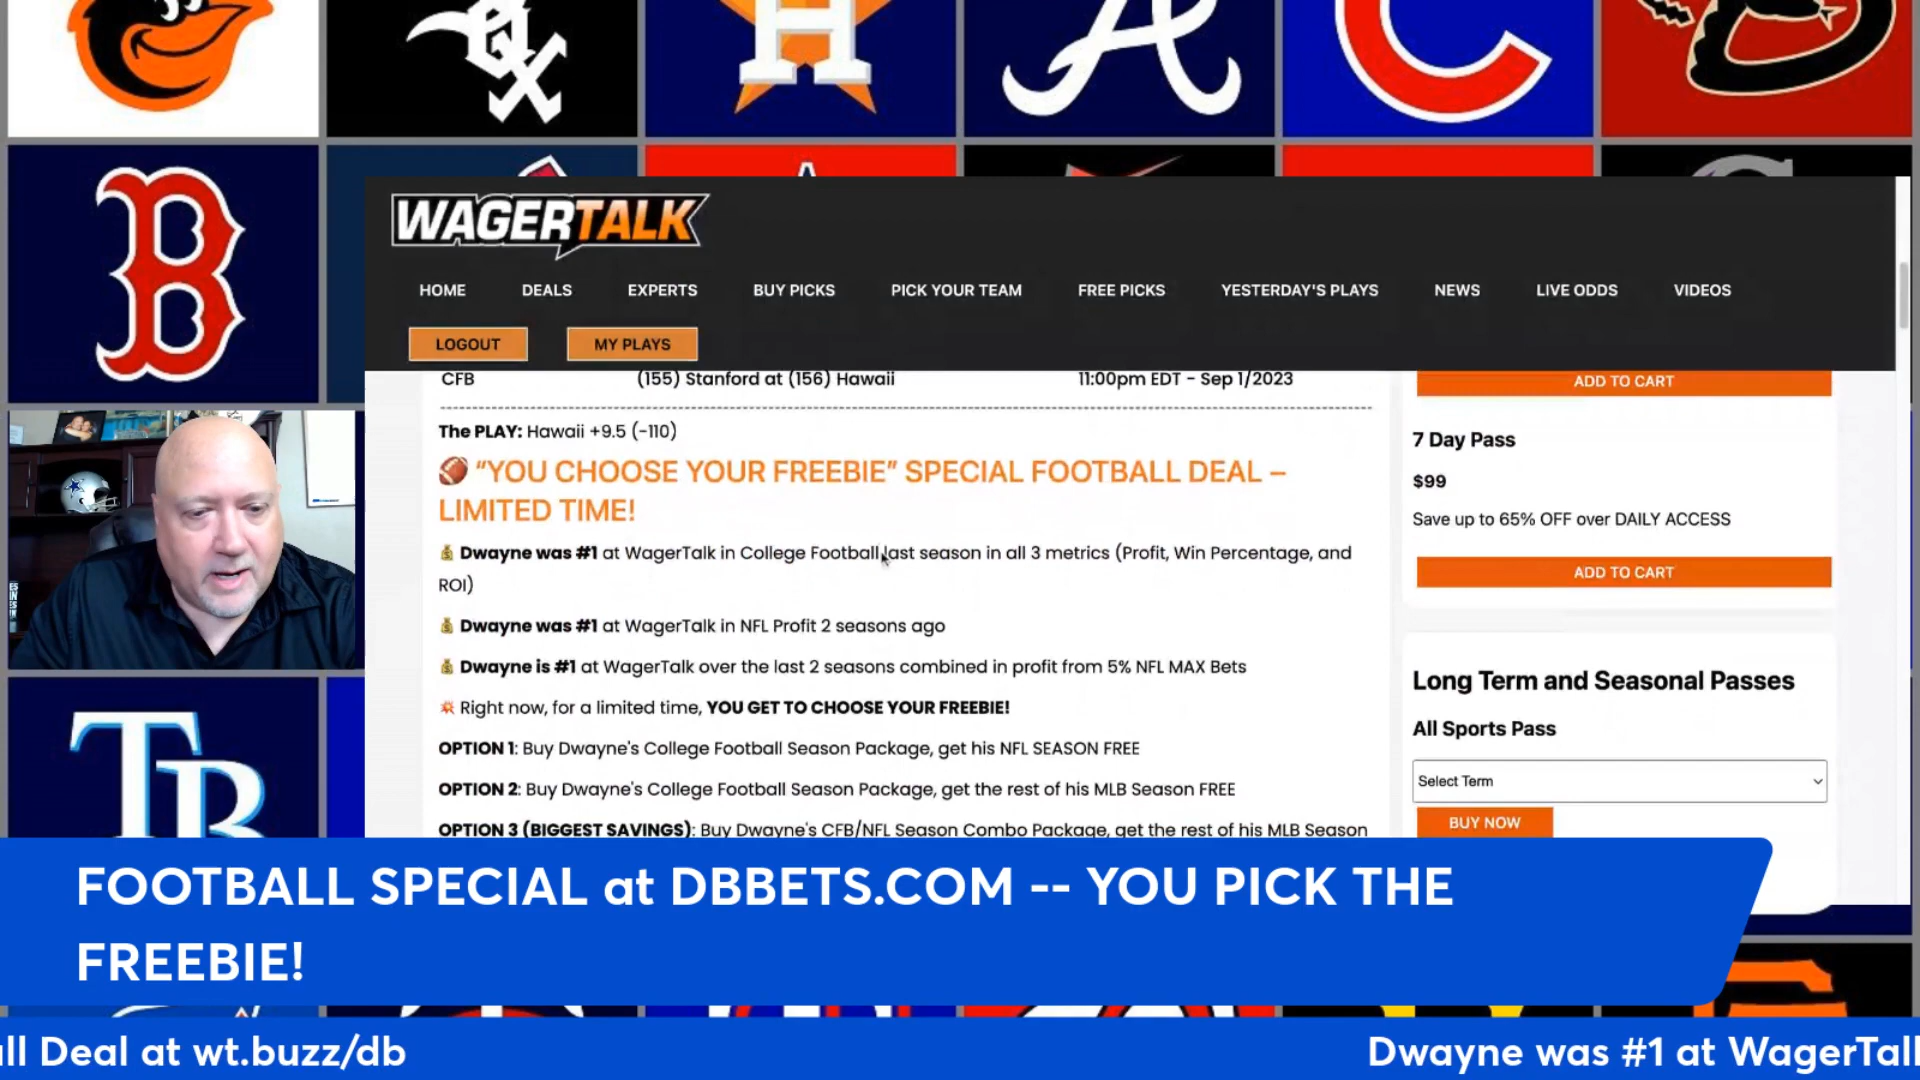 WAGERTALK
HOME DEALS EXPERTS BUY PICKS PICK YOUR TEAM FREE PICKS YESTERDAY'S PLAYS NEWS LIVE ODDS VIDEOS
LOGOUT MY PLAYS
CFB (155) Stanford at (156) Hawaii 11:00pm EDT - Sep 1/2023
The PLAY: Hawaii +9.5 (-110)
“YOU CHOOSE YOUR FREEBIE” SPECIAL FOOTBALL DEAL –
LIMITED TIME!
Dwayne was #1 at WagerTalk in College Football last season in all 3 metrics (Profit, Win Percentage, and
ROI)
Dwayne was #1 at WagerTalk in NFL Profit 2 seasons ago
Dwayne is #1 at WagerTalk over the last 2 seasons combined in profit from 5% NFL MAX Bets
Right now, for a limited time, YOU GET TO CHOOSE YOUR FREEBIE!
OPTION 1: Buy Dwayne's College Football Season Package, get his NFL SEASON FREE
OPTION 2: Buy Dwayne's College Football Season Package, get the rest of his MLB Season FREE
OPTION 3 (BIGGEST SAVINGS): Buy Dwayne's CFB/NFL Season Combo Package, get the rest of his MLB Season
ADD TO CART
7 Day Pass
$99
Save up to 65% OFF over DAILY ACCESS
ADD TO CART
Long Term and Seasonal Passes
All Sports Pass
Select Term
BUY NOW
B
TB
FOOTBALL SPECIAL at DBBETS.COM -- YOU PICK THE
FREEBIE!
ll Deal at wt.buzz/db Dwayne was #1 at WagerTalk